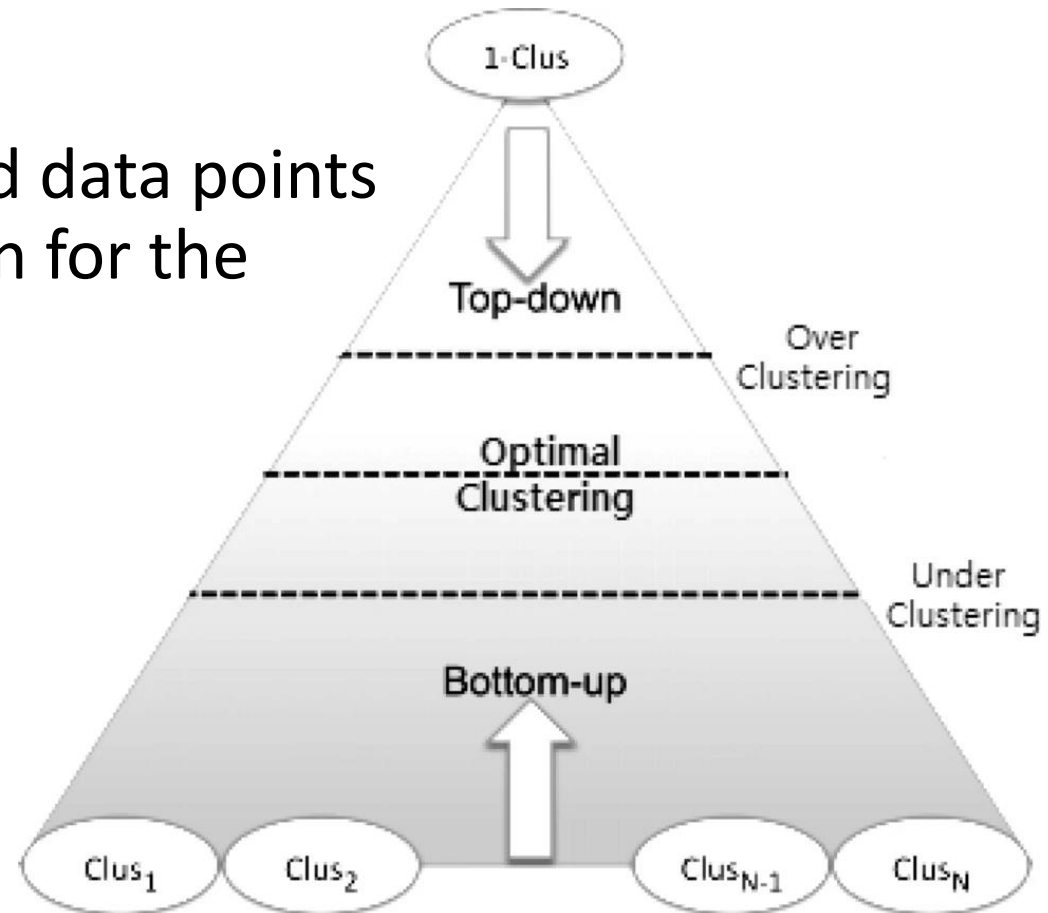 1-Clus
d data points
n for the
Top-down
Over
Clustering
Optimal
Clustering
Under
Clustering
Bottom-up
Clus1
Clus2
ClusN-1
ClusN